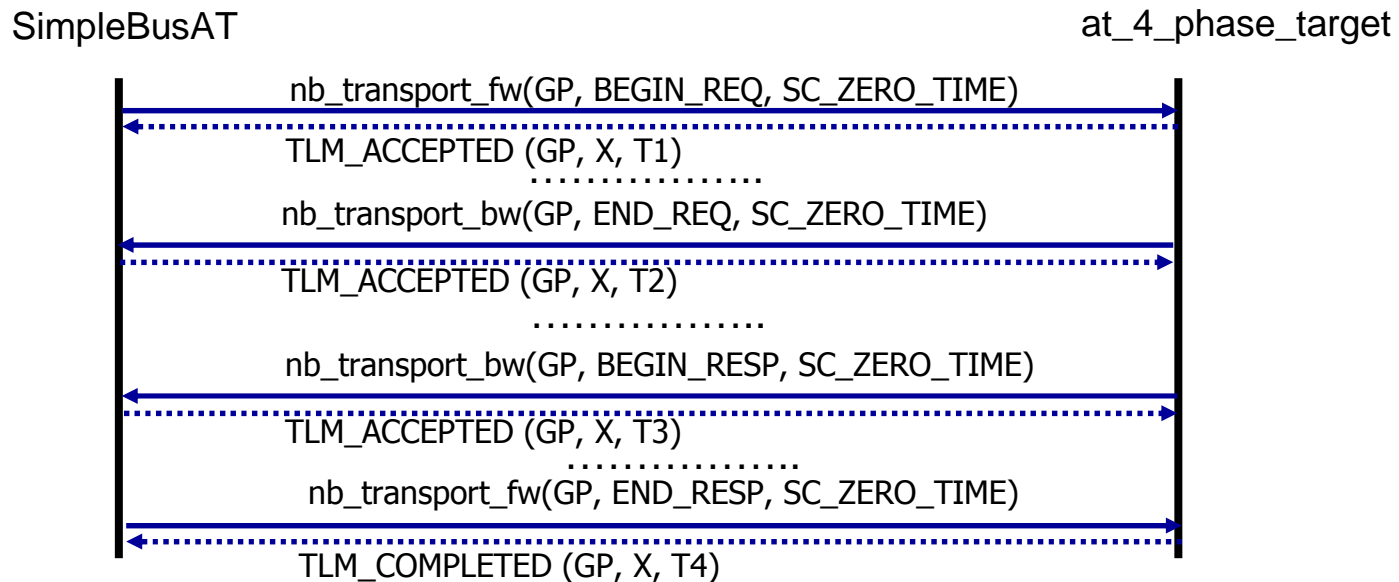 SimpleBusAT
at_4_phase_target
nb_transport_fw(GP, BEGIN_REQ, SC_ZERO_TIME)
TLM_ACCEPTED (GP, X, T1)
.................
nb_transport_bw(GP, END_REQ, SC_ZERO_TIME)
TLM_ACCEPTED (GP, X, T2)
.................
nb_transport_bw(GP, BEGIN_RESP, SC_ZERO_TIME)
TLM_ACCEPTED (GP, X, T3)
.................
nb_transport_fw(GP, END_RESP, SC_ZERO_TIME)
TLM_COMPLETED (GP, X, T4)